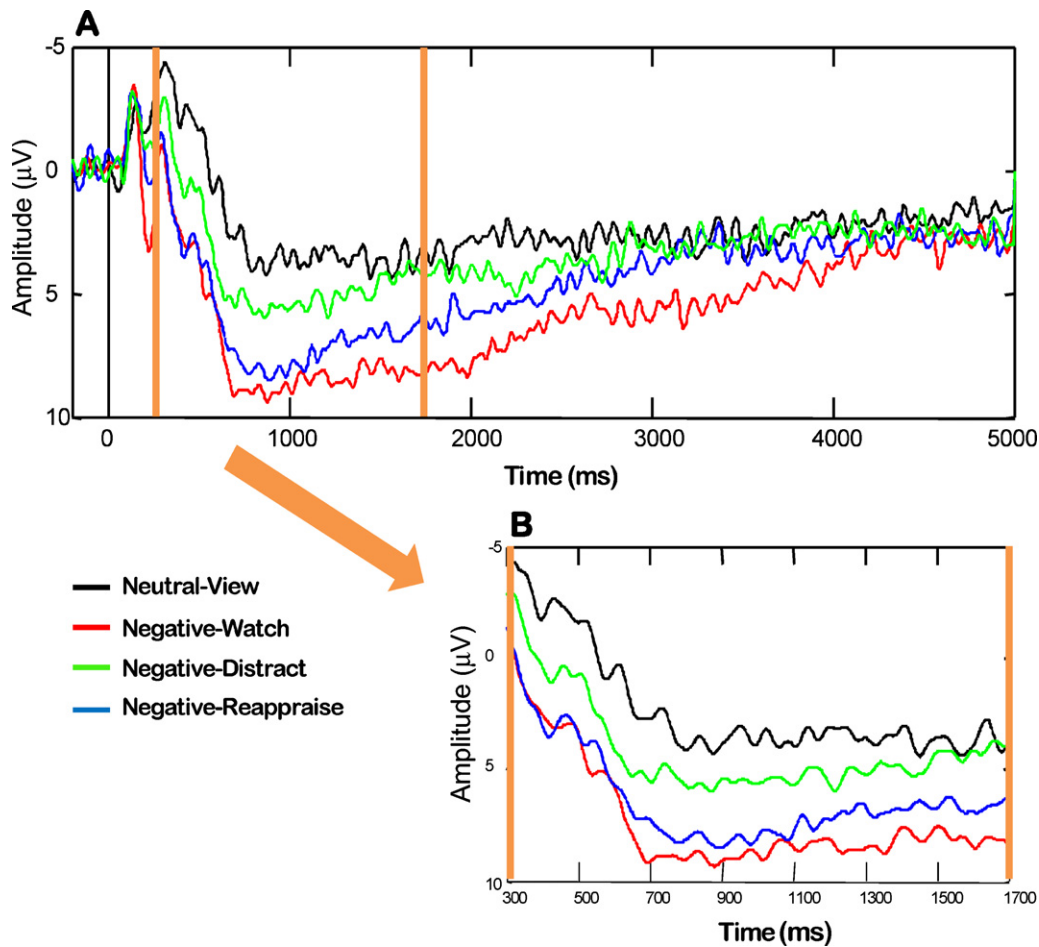 A
-5
0
5
10
Amplitude (µV)
0 1000 2000 3000 4000 5000
Time (ms)
B
-5
0
5
10
Amplitude (µV)
300 500 700 900 1100 1300 1500 1700
Time (ms)
Neutral-View
Negative-Watch
Negative-Distract
Negative-Reappraise